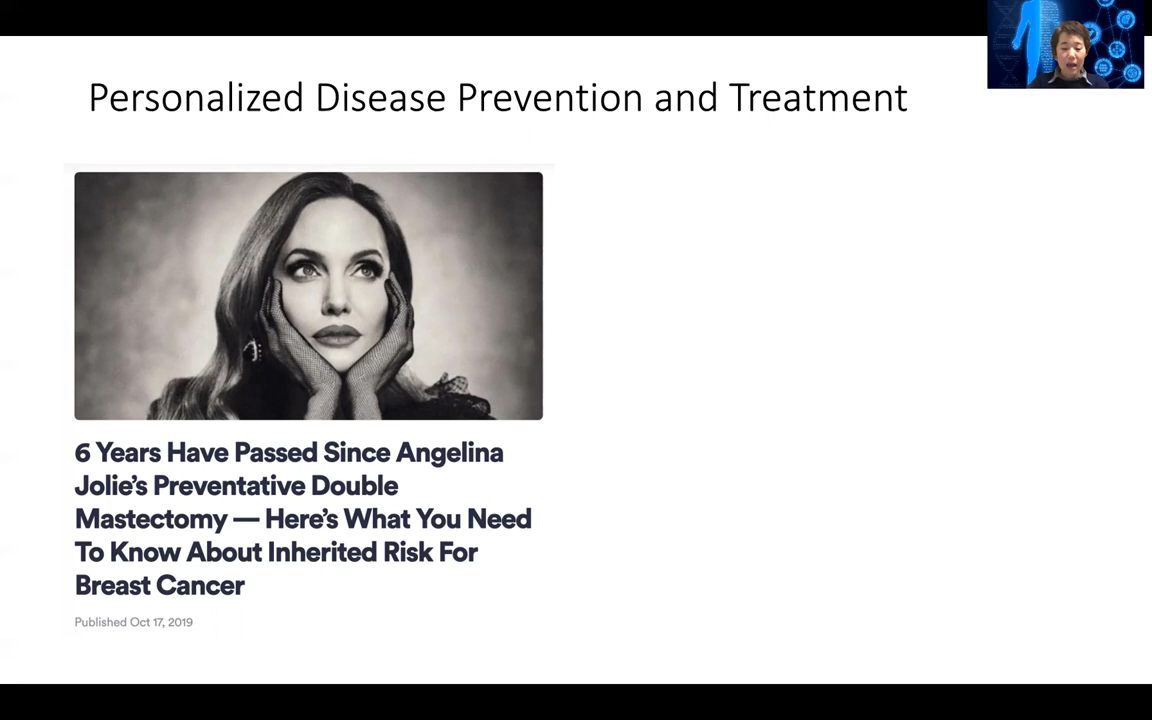 Personalized Disease Prevention and Treatment
6 Years Have Passed Since Angelina
Jolie’s Preventative Double
Mastectomy — Here’s What You Need
To Know About Inherited Risk For
Breast Cancer
Published Oct 17, 2019